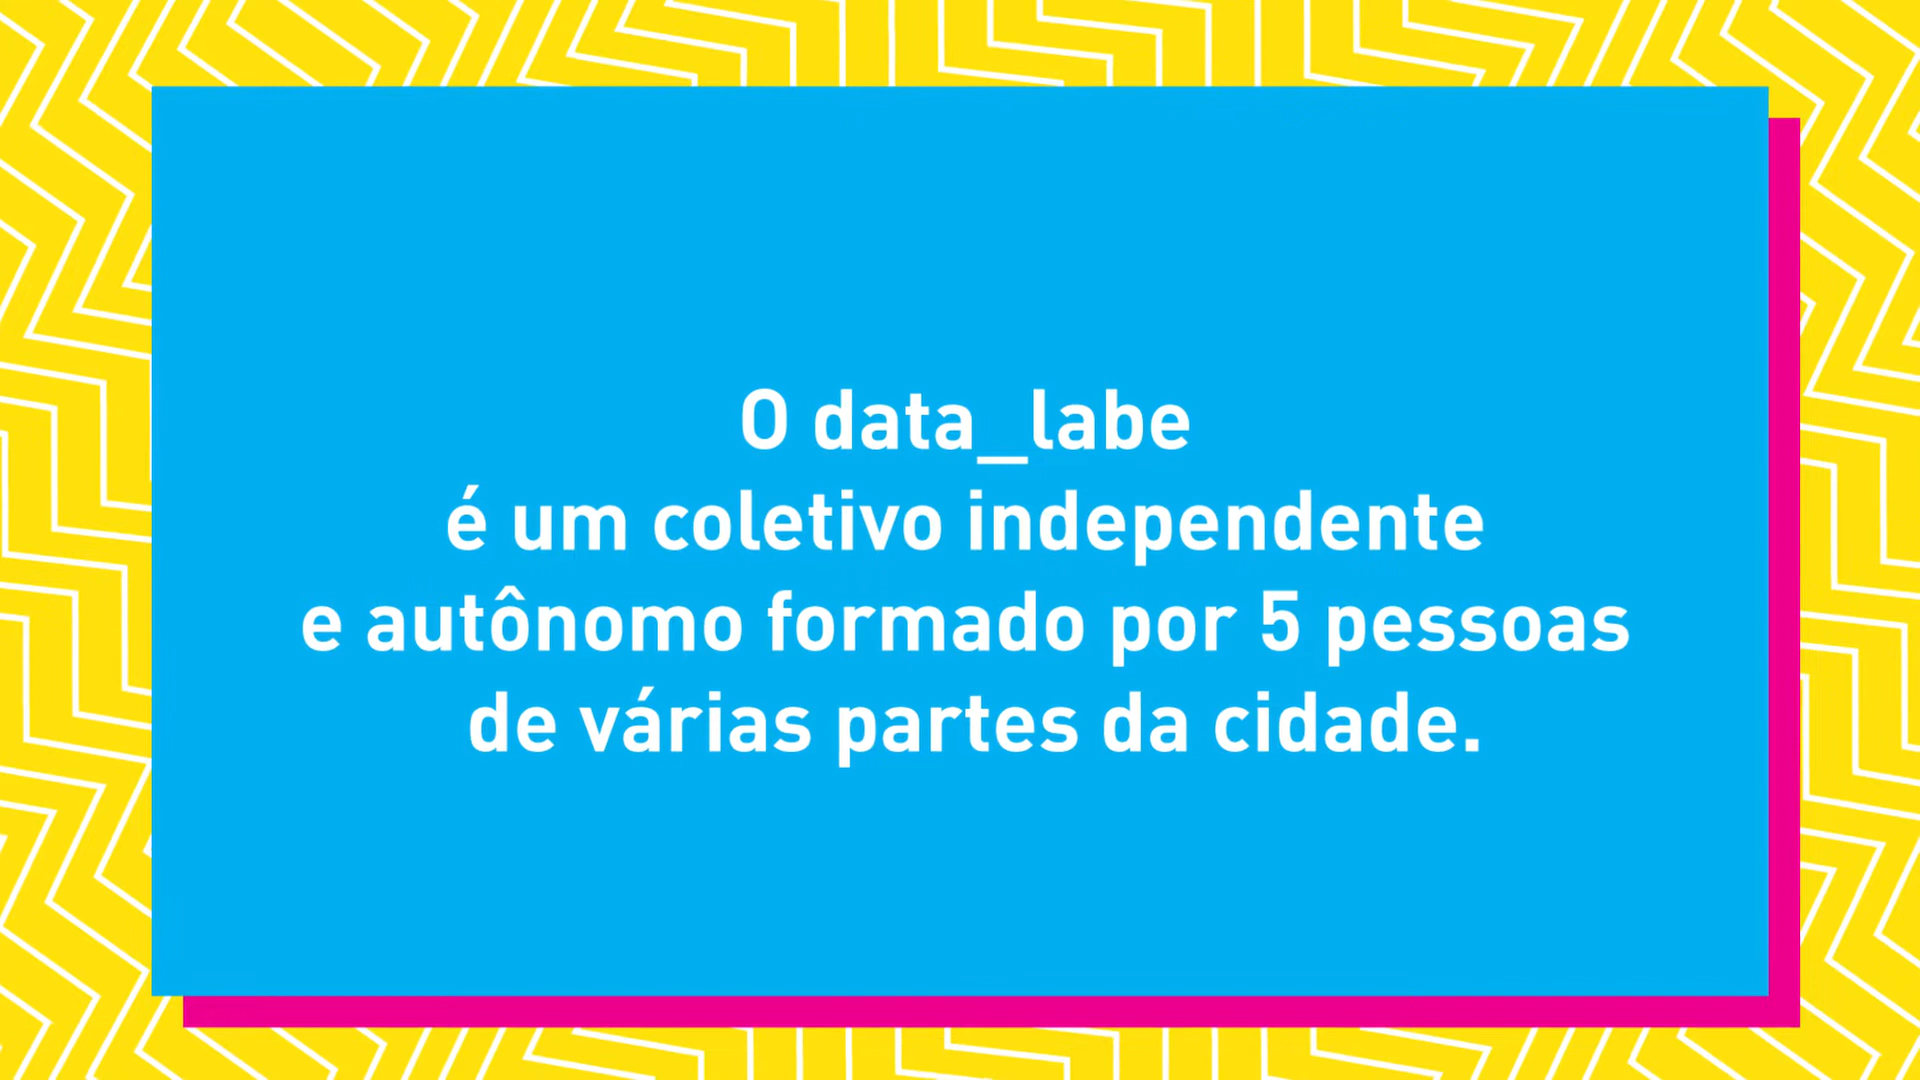 O data_labe
é um coletivo independente
e autônomo formado por 5 pessoas
de várias partes da cidade.